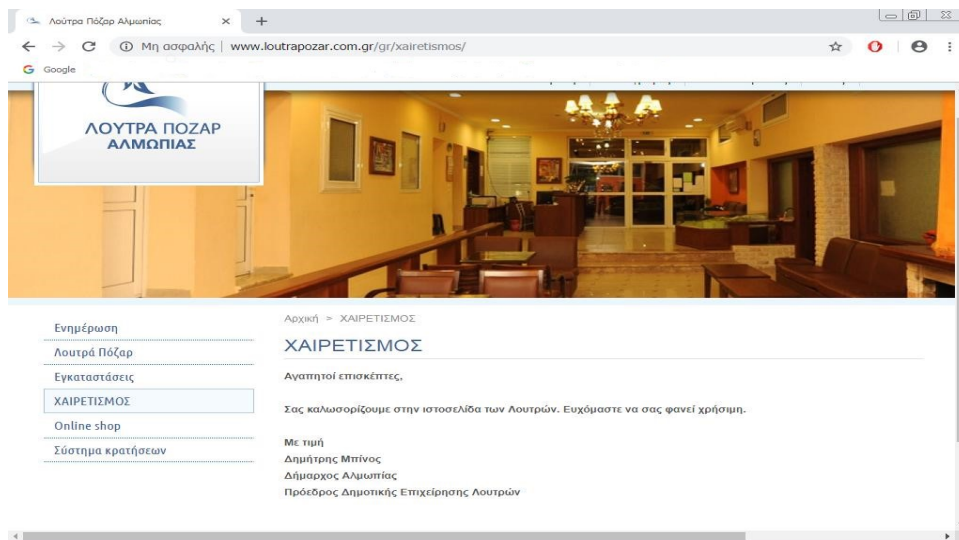 Λούτρα Πόζαρ Αλμωπίας
Μη ασφαλής | www.loutrapozar.com.gr/gr/xairetismos/
Google
ΛΟΥΤΡΑ ΠΟΖΑΡ
ΑΛΜΩΠΙΑΣ
Ενημέρωση
Λουτρά Πόζαρ
Εγκαταστάσεις
ΧΑΙΡΕΤΙΣΜΟΣ
Online shop
Σύστημα κρατήσεων
Αρχική > ΧΑΙΡΕΤΙΣΜΟΣ
ΧΑΙΡΕΤΙΣΜΟΣ
Αγαπητοί επισκέπτες,
Σας καλωσορίζουμε στην ιστοσελίδα των Λουτρών. Ευχόμαστε να σας φανεί χρήσιμη.
Με τιμή
Δημήτρης Μπίνος
Δήμαρχος Αλμωπίας
Πρόεδρος Δημοτικής Επιχείρησης Λουτρών